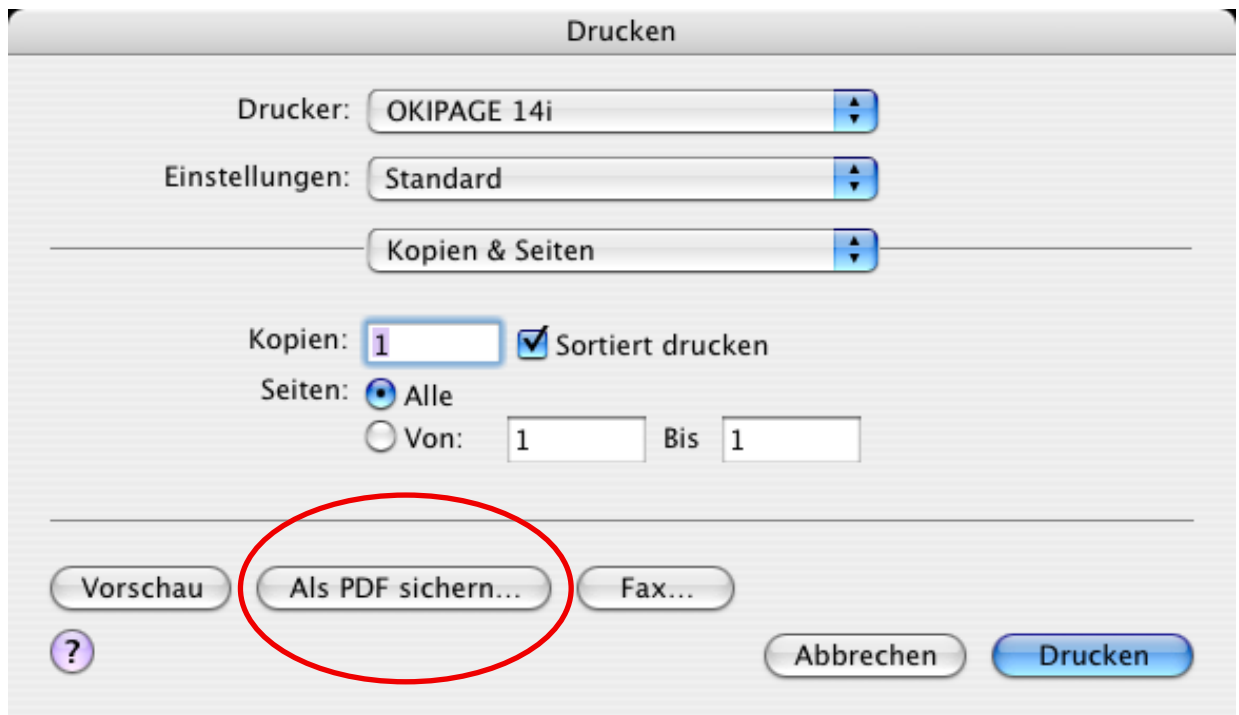 Drucken
Drucker: OKIPAGE 14i
Einstellungen: Standard
Kopien & Seiten
Kopien: 1 Sortiert drucken
Seiten: Alle
Von: 1 Bis 1
Vorschau Als PDF sichern... Fax...
? Abbrechen Drucken